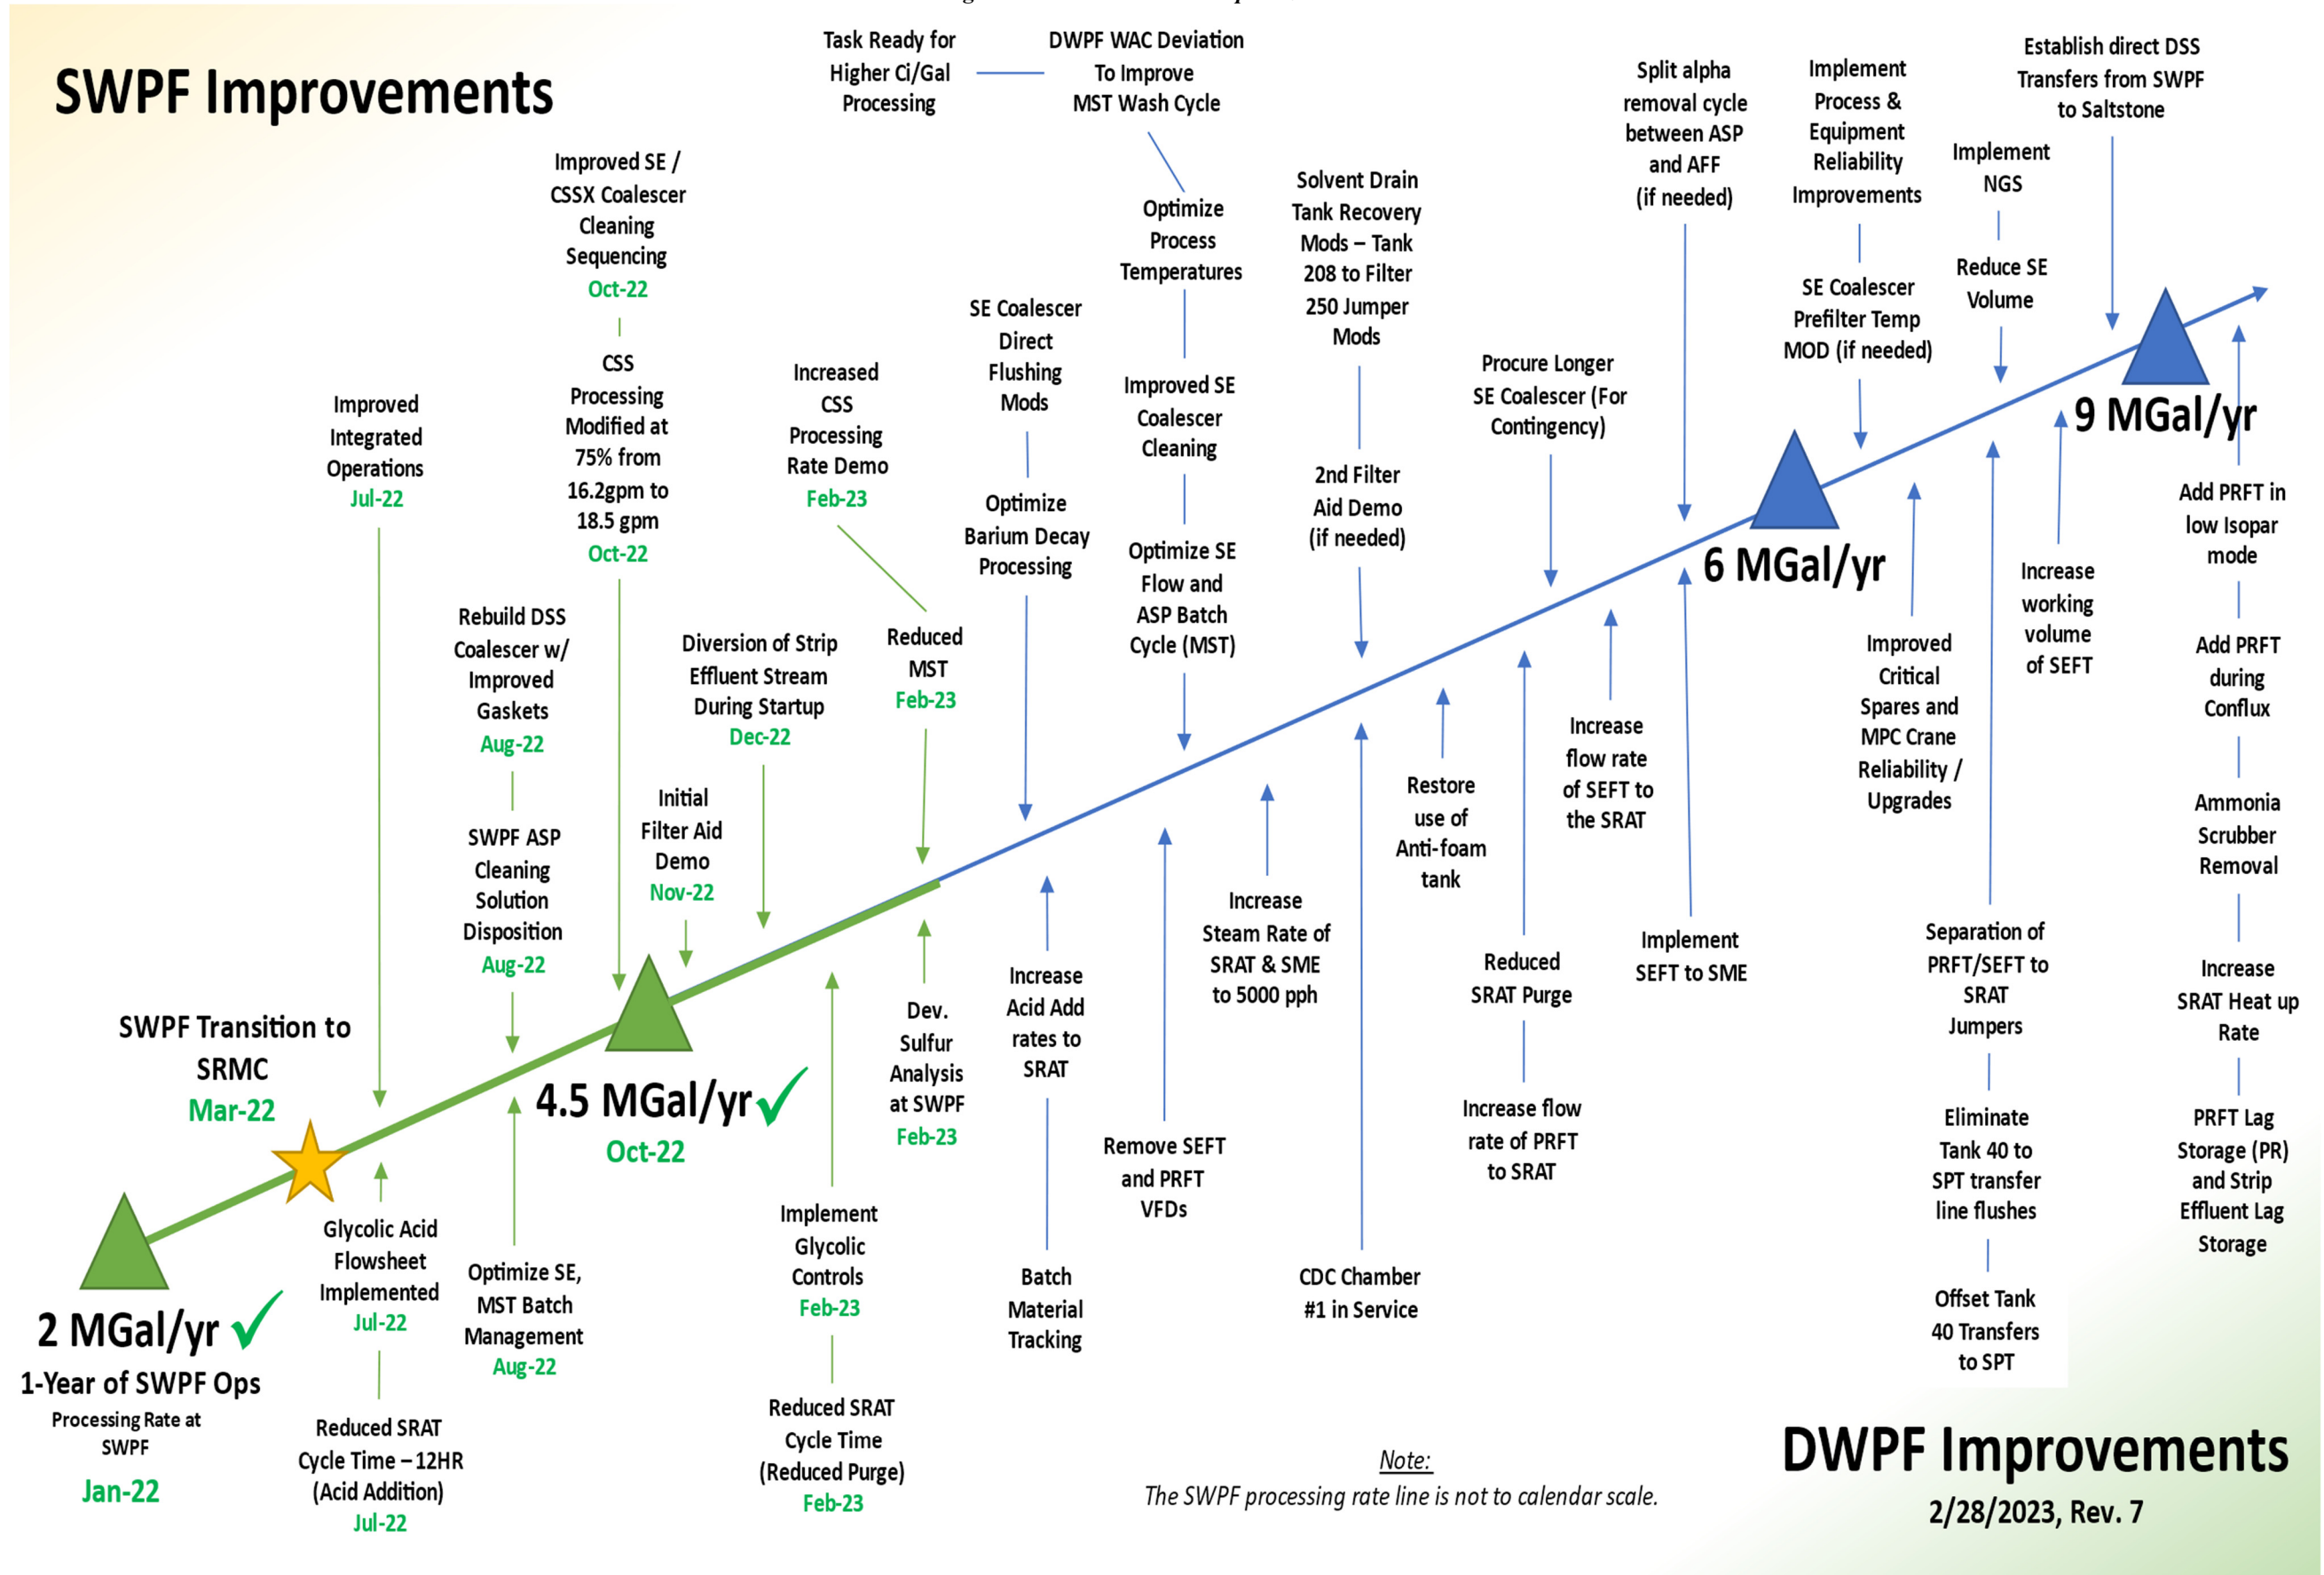 SWPF Improvements
Task Ready for
Higher Ci/Gal
Processing
DWPF WAC Deviation
To Improve
MST Wash Cycle
Improved SE /
CSSX Coalescer
Cleaning
Sequencing
Oct-22
CSS
Processing
Modified at
75% from
16.2gpm to
18.5 gpm
Oct-22
Improved
Integrated
Operations
Jul-22
Rebuild DSS
Coalescer w/
Improved
Gaskets
Aug-22
SWPF ASP
Cleaning
Solution
Disposition
Aug-22
Initial
Filter Aid
Demo
Nov-22
Diversion of Strip
Effluent Stream
During Startup
Dec-22
Increased
CSS
Processing
Rate Demo
Feb-23
Reduced
MST
Feb-23
SE Coalescer
Direct
Flushing
Mods
Optimize
Barium Decay
Processing
Optimize
Process
Temperatures
Improved SE
Coalescer
Cleaning
Optimize SE
Flow and
ASP Batch
Cycle (MST)
Solvent Drain
Tank Recovery
Mods – Tank
208 to Filter
250 Jumper
Mods
2nd Filter
Aid Demo
(if needed)
Procure Longer
SE Coalescer (For
Contingency)
Split alpha
removal cycle
between ASP
and AFF
(if needed)
Implement
Process &
Equipment
Reliability
Improvements
SE Coalescer
Prefilter Temp
MOD (if needed)
Implement
NGS
Reduce SE
Volume
Establish direct DSS
Transfers from SWPF
to Saltstone
SWPF Transition to
SRMC
Mar-22
2 MGal/yr
1-Year of SWPF Ops
Processing Rate at
SWPF
Jan-22
4.5 MGal/yr
Oct-22
6 MGal/yr
9 MGal/yr
Glycolic Acid
Flowsheet
Implemented
Jul-22
Reduced SRAT
Cycle Time – 12HR
(Acid Addition)
Jul-22
Optimize SE,
MST Batch
Management
Aug-22
Implement
Glycolic
Controls
Feb-23
Reduced SRAT
Cycle Time
(Reduced Purge)
Feb-23
Dev.
Sulfur
Analysis
at SWPF
Feb-23
Increase
Acid Add
rates to
SRAT
Batch
Material
Tracking
Remove SEFT
and PRFT
VFDs
Increase
Steam Rate of
SRAT & SME
to 5000 pph
CDC Chamber
#1 in Service
Restore
use of
Anti-foam
tank
Reduced
SRAT Purge
Increase flow
rate of PRFT
to SRAT
Increase
flow rate
of SEFT to
the SRAT
Implement
SEFT to SME
Improved
Critical
Spares and
MPC Crane
Reliability /
Upgrades
Separation of
PRFT/SEFT to
SRAT
Jumpers
Eliminate
Tank 40 to
SPT transfer
line flushes
Offset Tank
40 Transfers
to SPT
Increase
working
volume
of SEFT
Add PRFT in
low Isopar
mode
Add PRFT
during
Conflux
Ammonia
Scrubber
Removal
Increase
SRAT Heat up
Rate
PRFT Lag
Storage (PR)
and Strip
Effluent Lag
Storage
Note:
The SWPF processing rate line is not to calendar scale.
DWPF Improvements
2/28/2023, Rev. 7